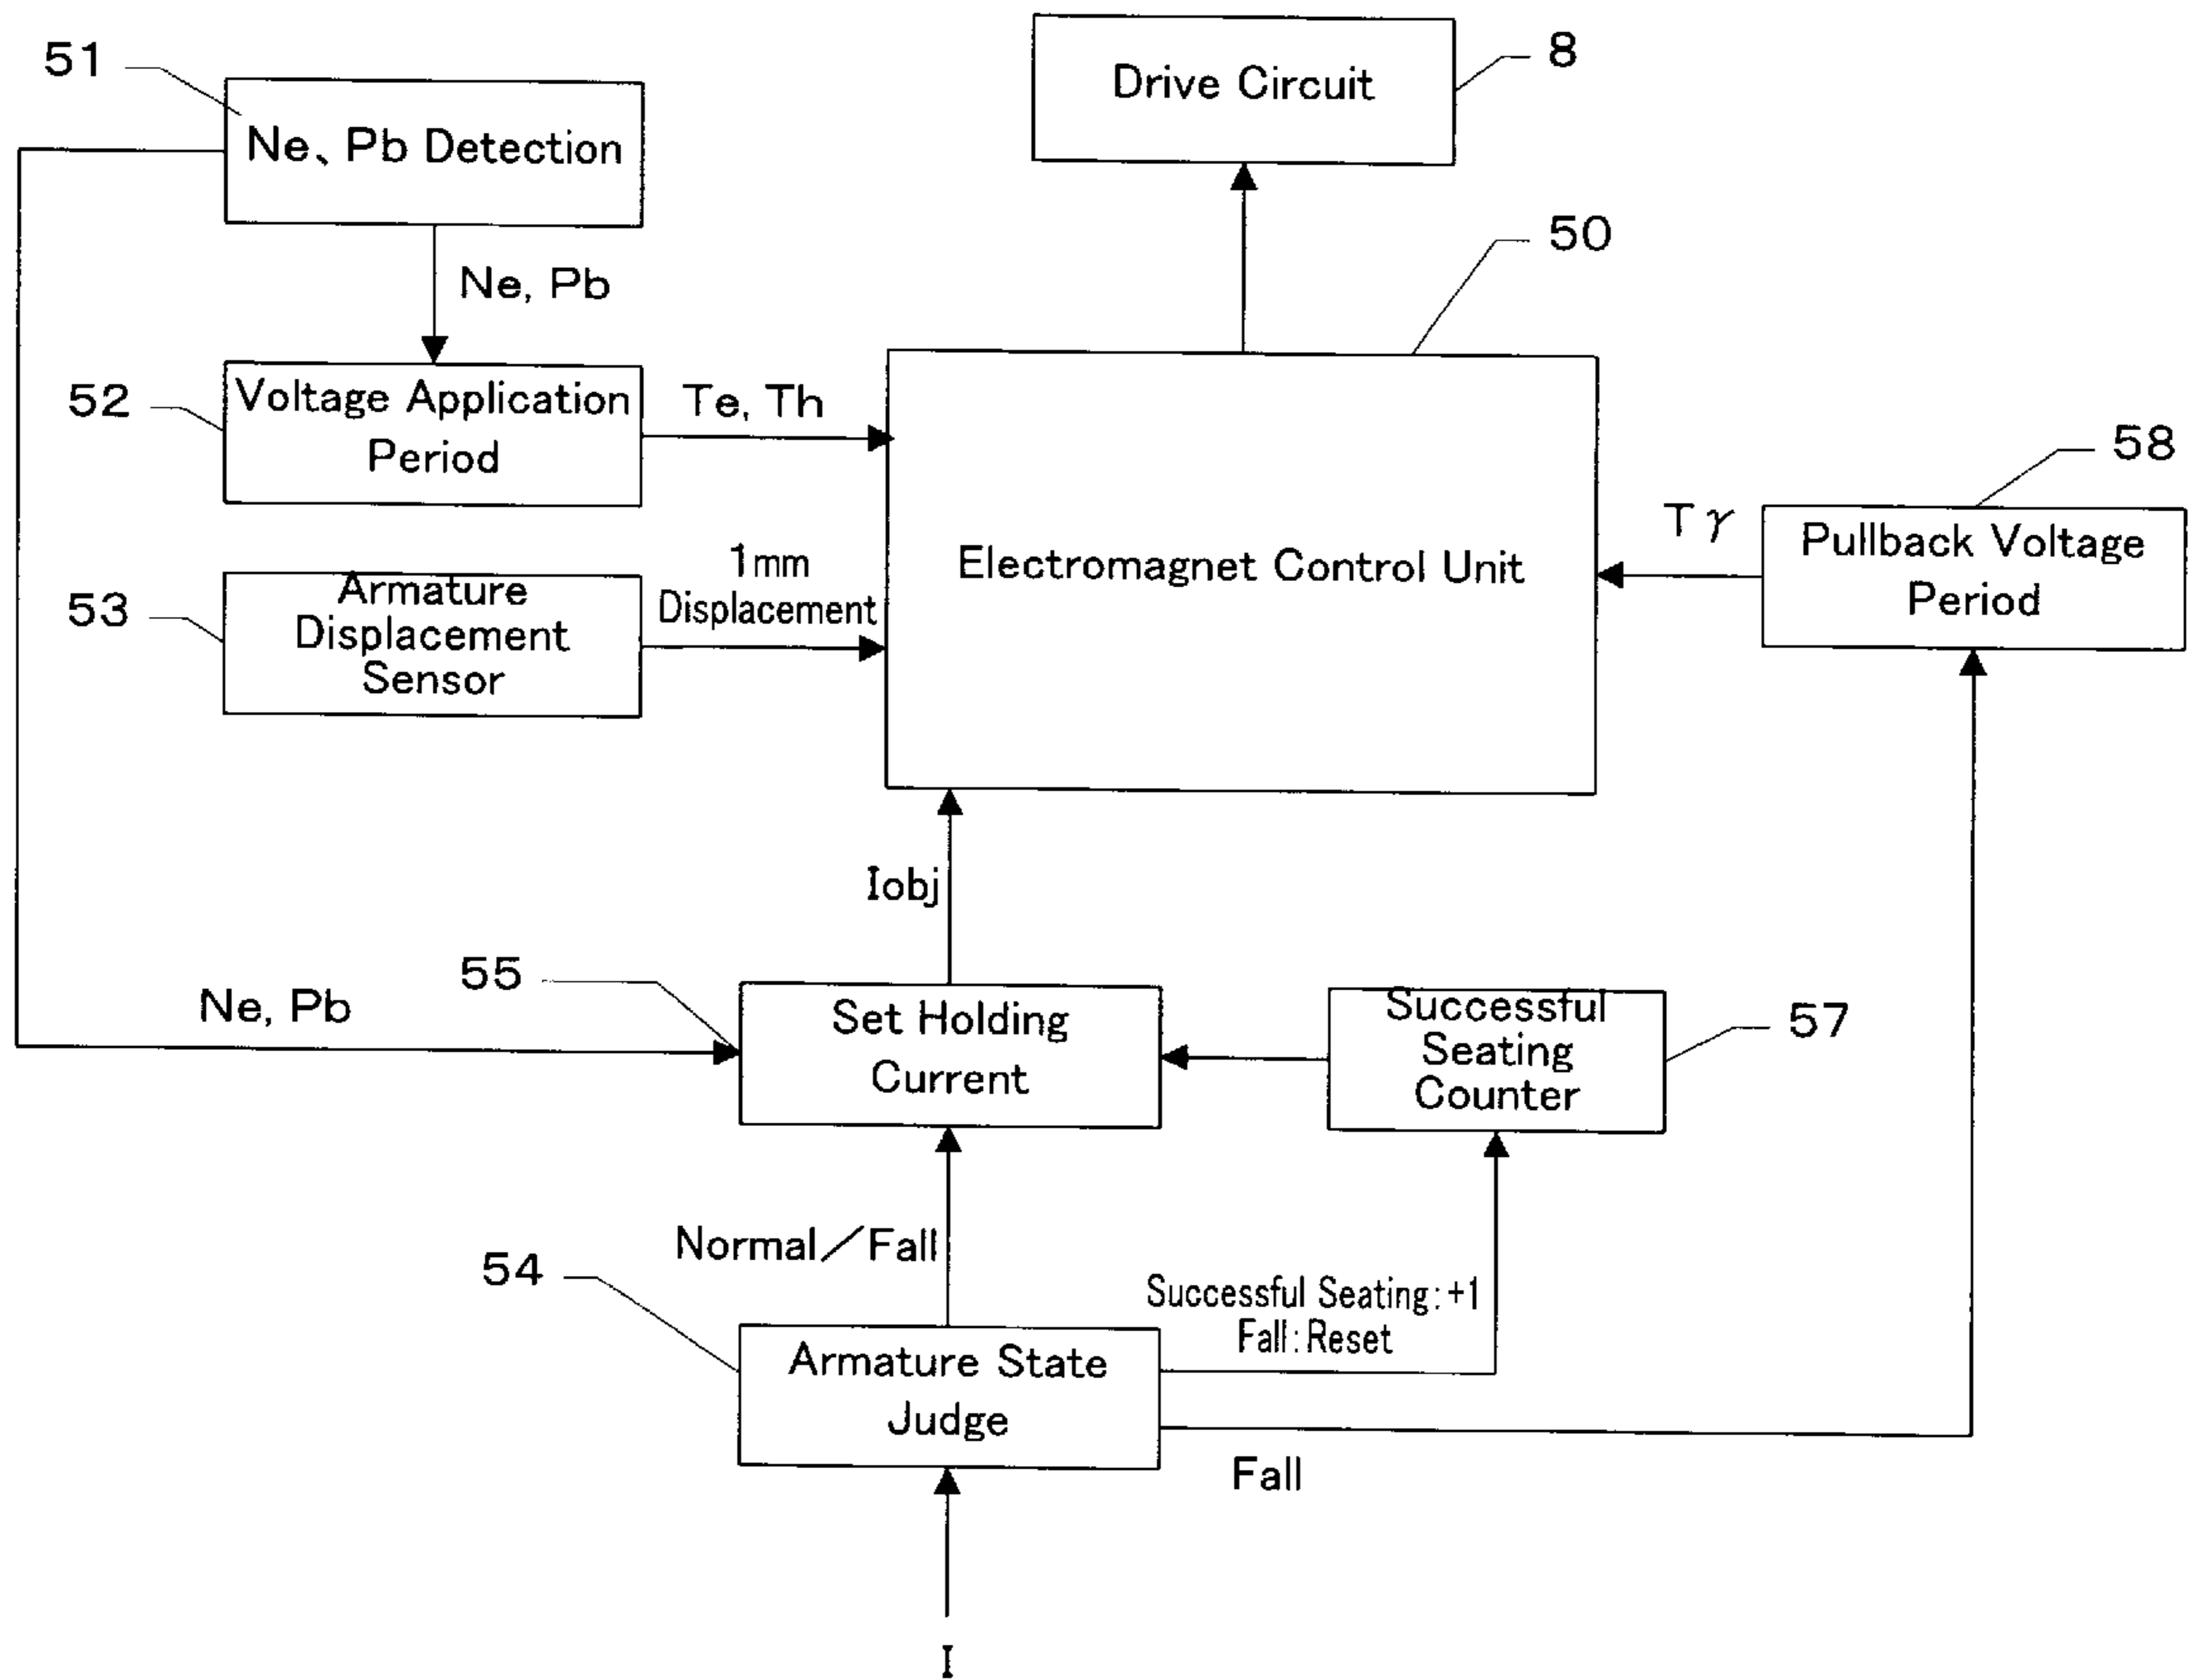 51
Ne、Pb Detection
Drive Circuit
8
Ne, Pb
50
52
Voltage Application
Period
Te, Th
Electromagnet Control Unit
58
Tγ
Pullback Voltage
Period
53
Armature
Displacement
Sensor
1mm
Displacement
Iobj
Ne, Pb
55
Set Holding
Current
Successful
Seating
Counter
57
Normal／Fall
54
Armature State
Judge
Successful Seating:+1
Fall:Reset
Fall
I